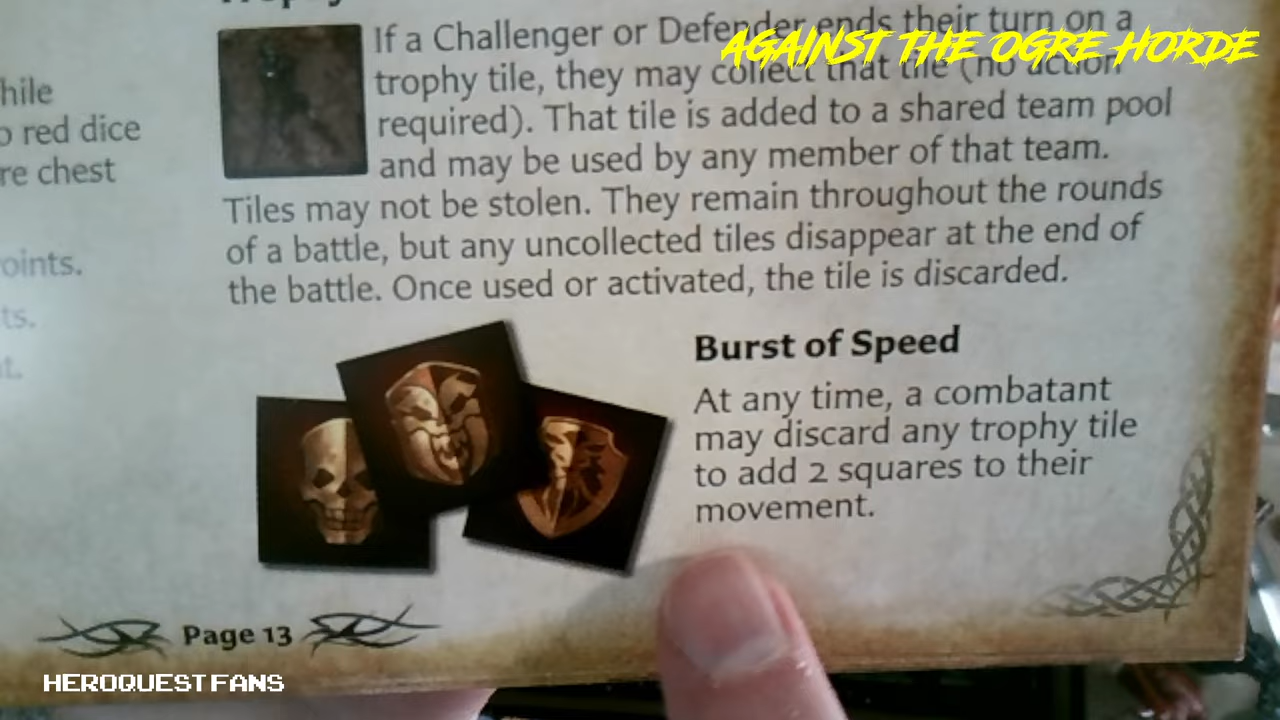 If a Challenger or Defender ends their turn on a
AGAINST THE OGRE HORDE
trophy tile, they may collect that tile (no action
required). That tile is added to a shared team pool
and may be used by any member of that team.
Tiles may not be stolen. They remain throughout the rounds
of a battle, but any uncollected tiles disappear at the end of
the battle. Once used or activated, the tile is discarded.
hile
o red dice
re chest
oints.
ts.
t.
Burst of Speed
At any time, a combatant
may discard any trophy tile
to add 2 squares to their
movement.
Page 13
HEROQUEST FANS